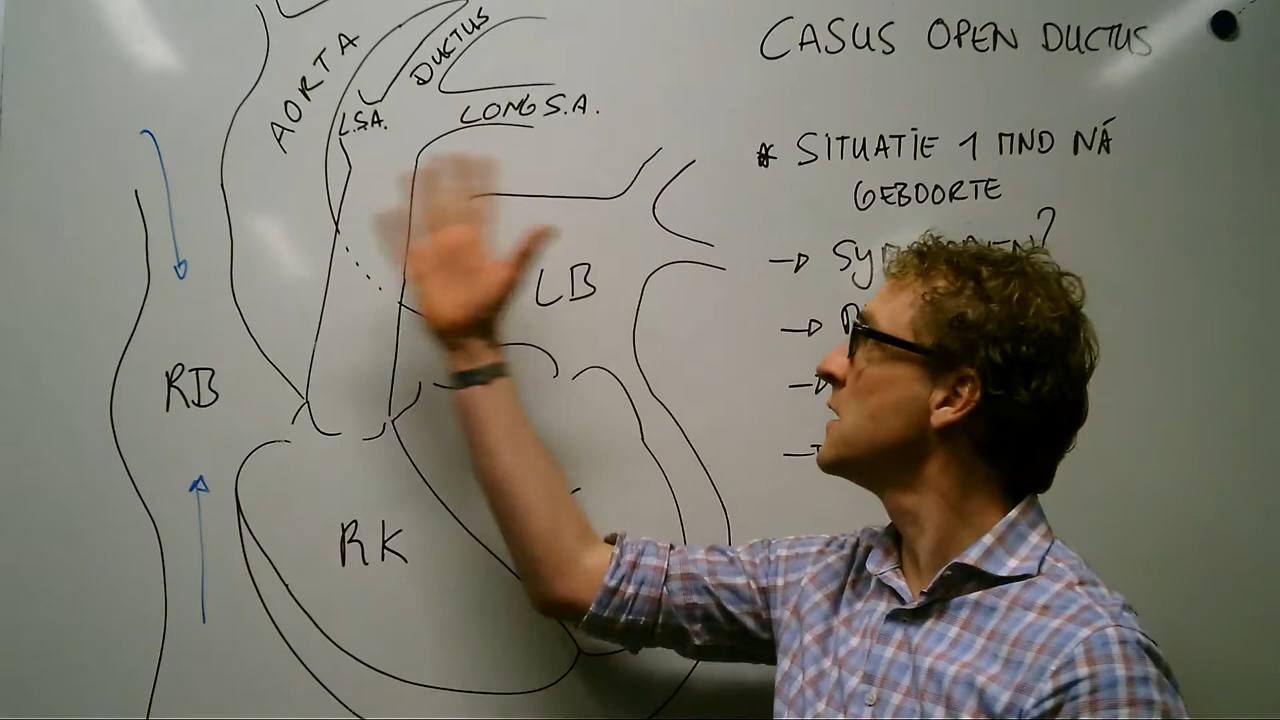 CASUS OPEN DUCTUS
* SITUATIE 1 MND NÁ
GEBOORTE
AORTA
DUCTUS
L.S.A.
LONG S.A.
LB
RB
RK